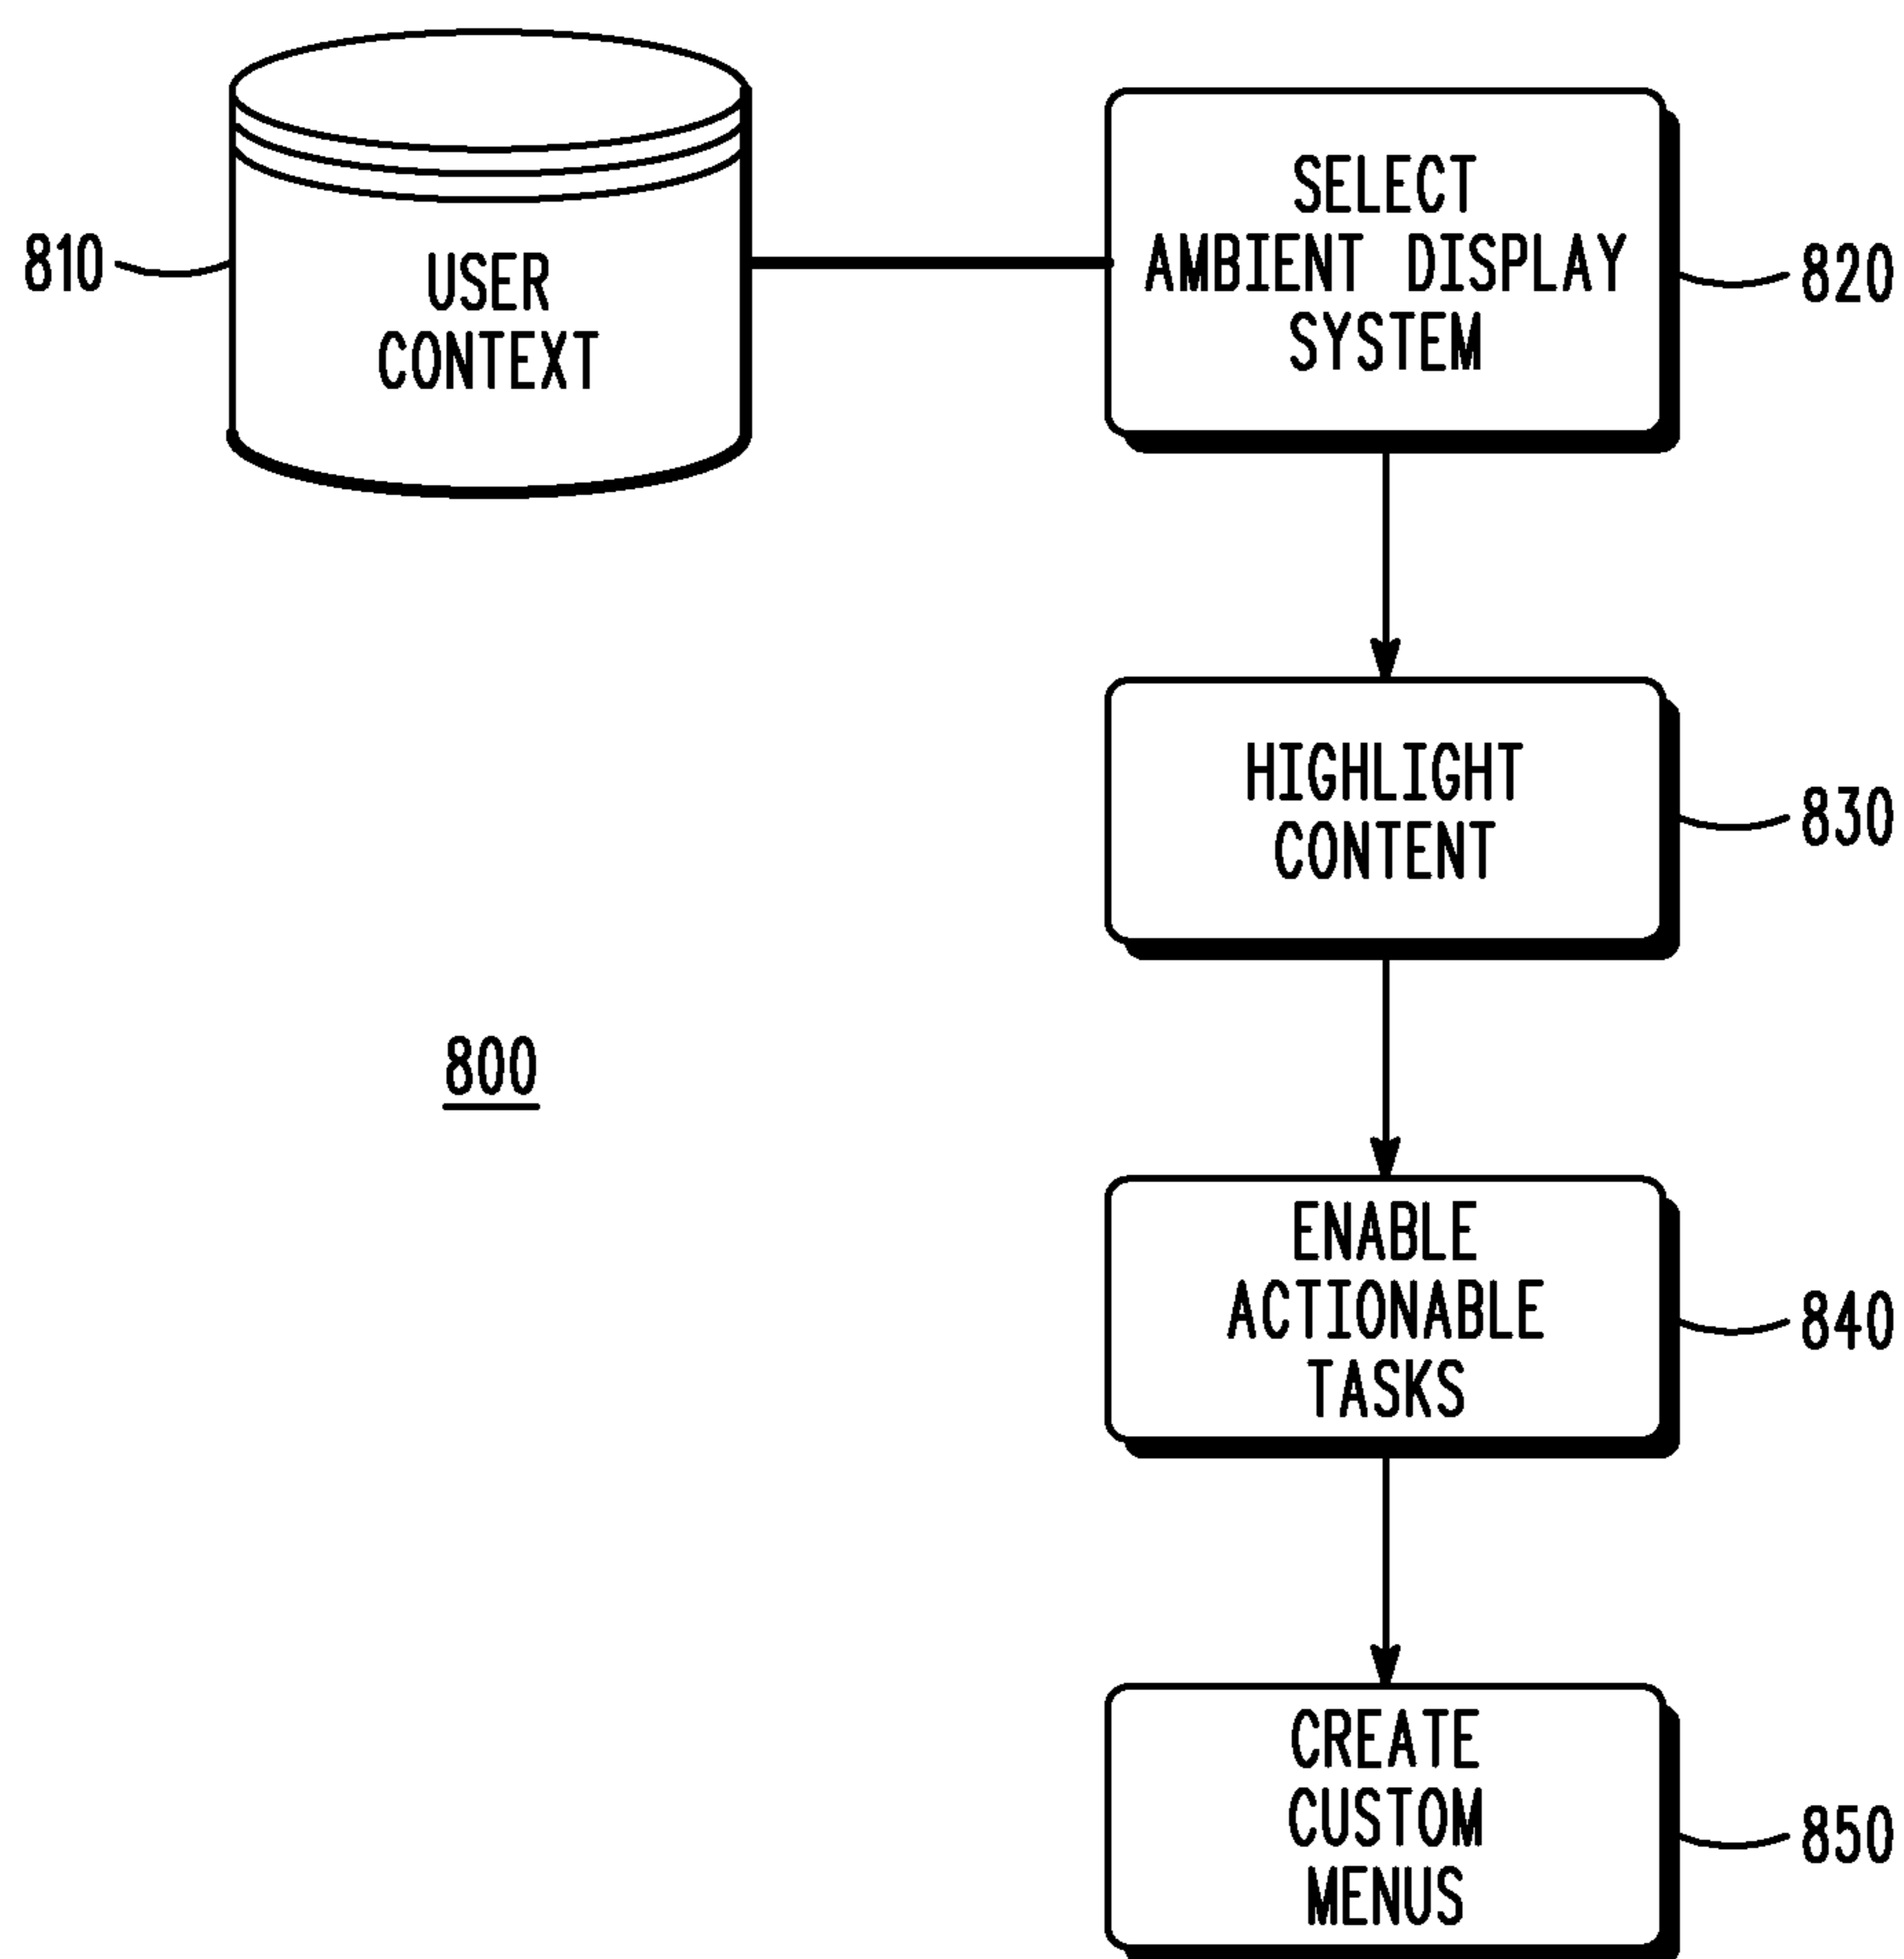 810
USER
CONTEXT
SELECT
AMBIENT DISPLAY
SYSTEM
820
HIGHLIGHT
CONTENT
830
800
ENABLE
ACTIONABLE
TASKS
840
CREATE
CUSTOM
MENUS
850